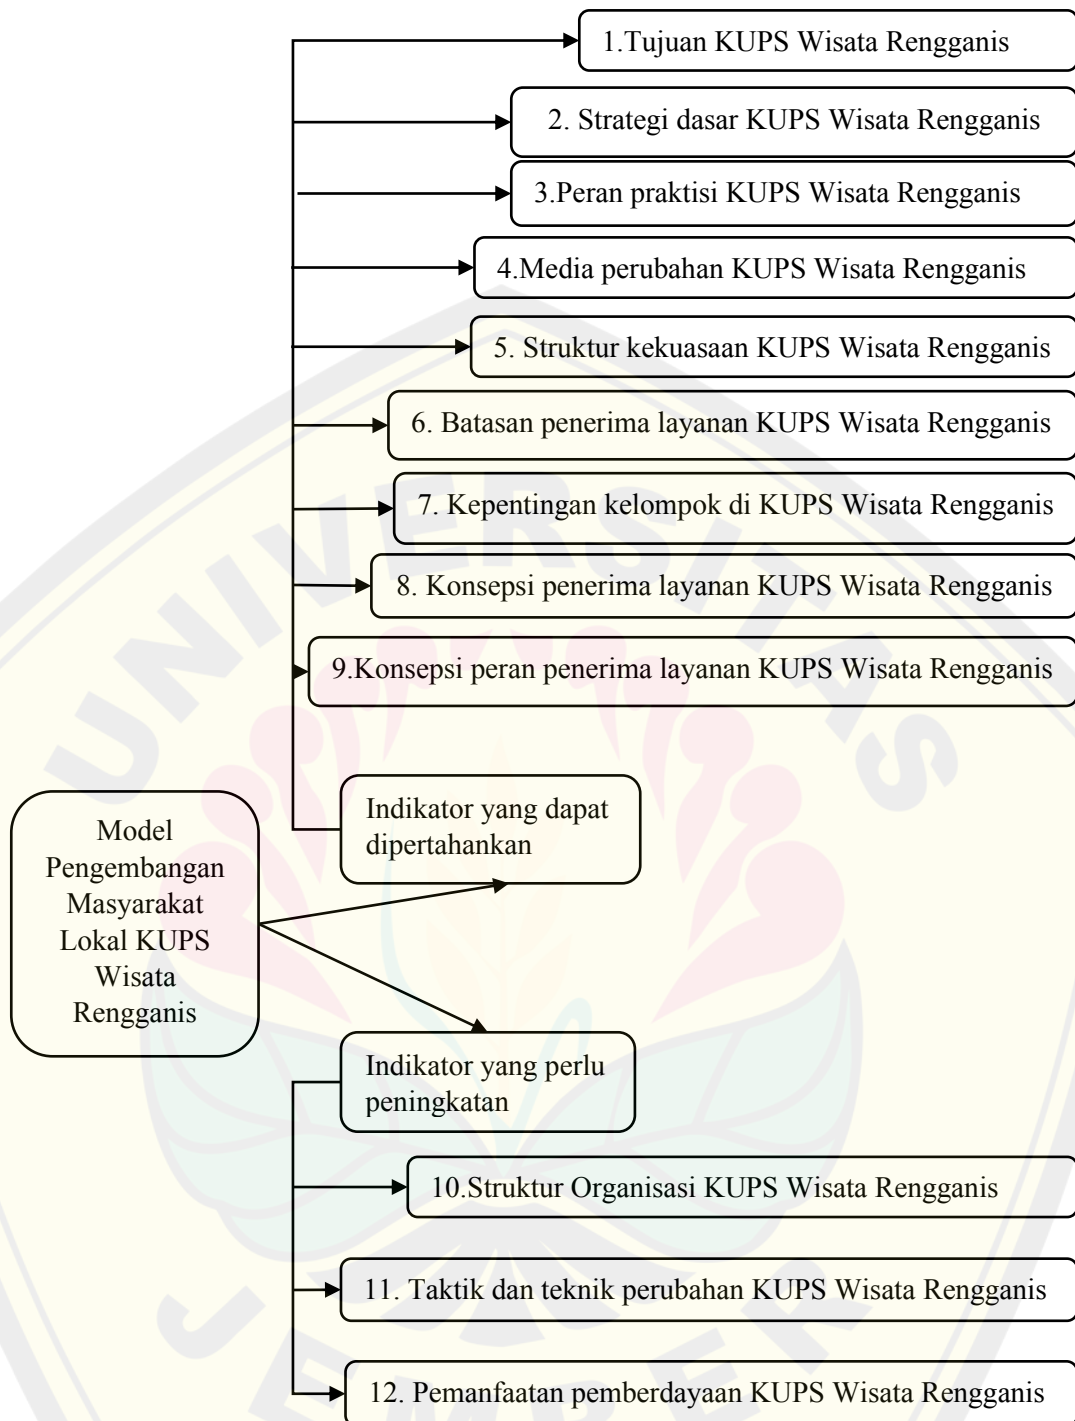 1.Tujuan KUPS Wisata Rengganis
2. Strategi dasar KUPS Wisata Rengganis
3.Peran praktisi KUPS Wisata Rengganis
4.Media perubahan KUPS Wisata Rengganis
5. Struktur kekuasaan KUPS Wisata Rengganis
6. Batasan penerima layanan KUPS Wisata Rengganis
7. Kepentingan kelompok di KUPS Wisata Rengganis
8. Konsepsi penerima layanan KUPS Wisata Rengganis
9.Konsepsi peran penerima layanan KUPS Wisata Rengganis
Indikator yang dapat
dipertahankan
Model
Pengembangan
Masyarakat
Lokal KUPS
Wisata
Rengganis
Indikator yang perlu
peningkatan
10.Struktur Organisasi KUPS Wisata Rengganis
11. Taktik dan teknik perubahan KUPS Wisata Rengganis
12. Pemanfaatan pemberdayaan KUPS Wisata Rengganis
UNIVERSITAS
JEMBER